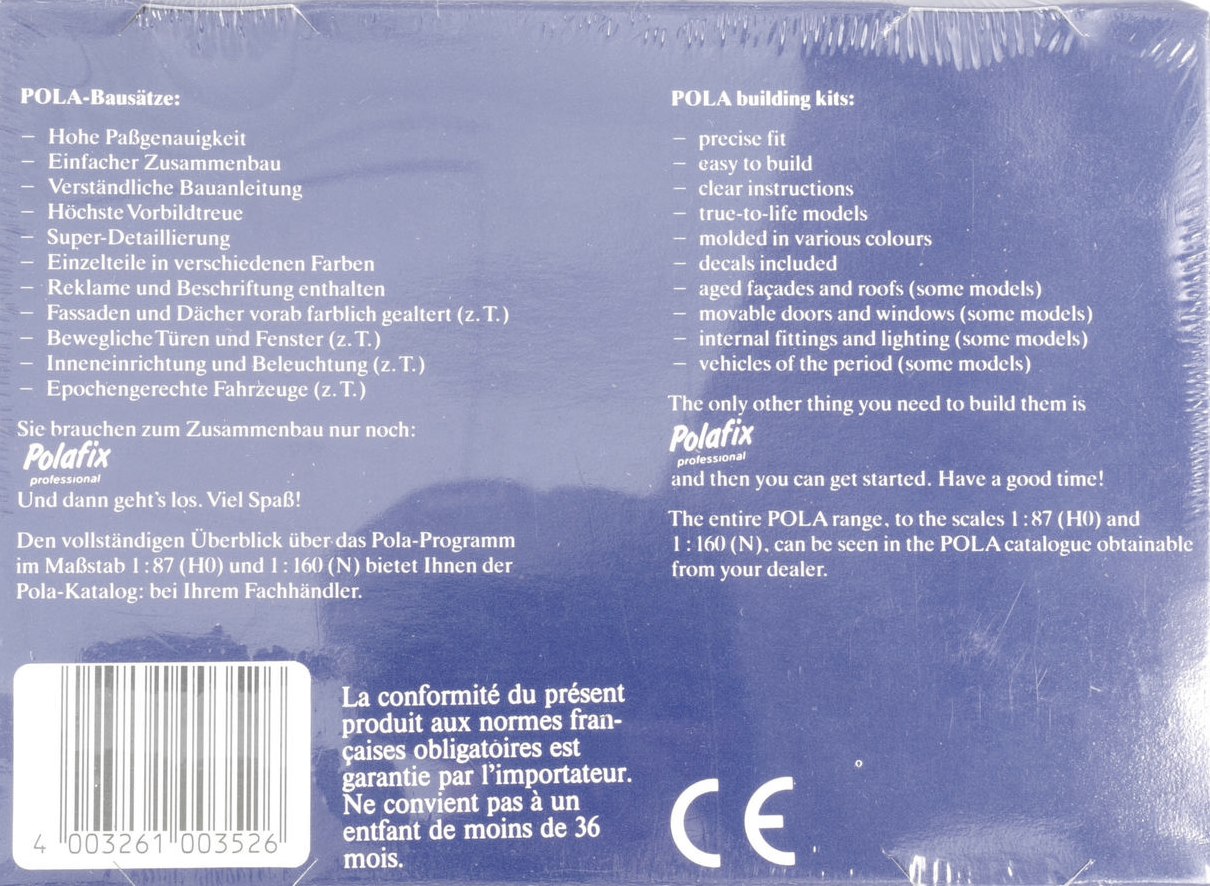 POLA-Bausätze:
– Hohe Paßgenauigkeit
– Einfacher Zusammenbau
– Verständliche Bauanleitung
– Höchste Vorbildtreue
– Super-Detaillierung
– Einzelteile in verschiedenen Farben
– Reklame und Beschriftung enthalten
– Fassaden und Dächer vorab farblich gealtert (z.T.)
– Bewegliche Türen und Fenster (z.T.)
– Inneneinrichtung und Beleuchtung (z.T.)
– Epochengerechte Fahrzeuge (z.T.)
Sie brauchen zum Zusammenbau nur noch:
Polafix
professional
Und dann geht's los. Viel Spaß!
Den vollständigen Überblick über das Pola-Programm
im Maßstab 1:87 (H0) und 1:160 (N) bietet Ihnen der
Pola-Katalog: bei Ihrem Fachhändler.
POLA building kits:
– precise fit
– easy to build
– clear instructions
– true-to-life models
– molded in various colours
– decals included
– aged façades and roofs (some models)
– movable doors and windows (some models)
– internal fittings and lighting (some models)
– vehicles of the period (some models)
The only other thing you need to build them is
Polafix
professional
and then you can get started. Have a good time!
The entire POLA range, to the scales 1:87 (H0) and
1:160 (N), can be seen in the POLA catalogue obtainable
from your dealer.
4 003261 003526
La conformité du présent
produit aux normes fran-
çaises obligatoires est
garantie par l'importateur.
Ne convient pas à un
entfant de moins de 36
mois.
CE